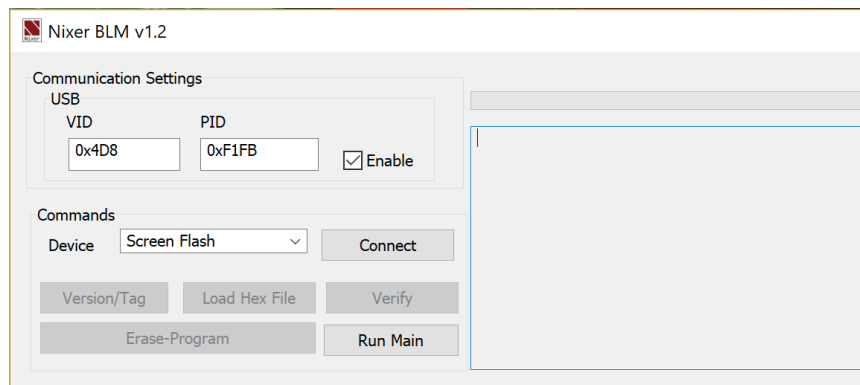 Nixer Nixer BLM v1.2
Communication Settings
USB
VID PID
0x4D8 0xF1FB Enable
Commands
Device Screen Flash Connect
Version/Tag Load Hex File Verify
Erase-Program Run Main